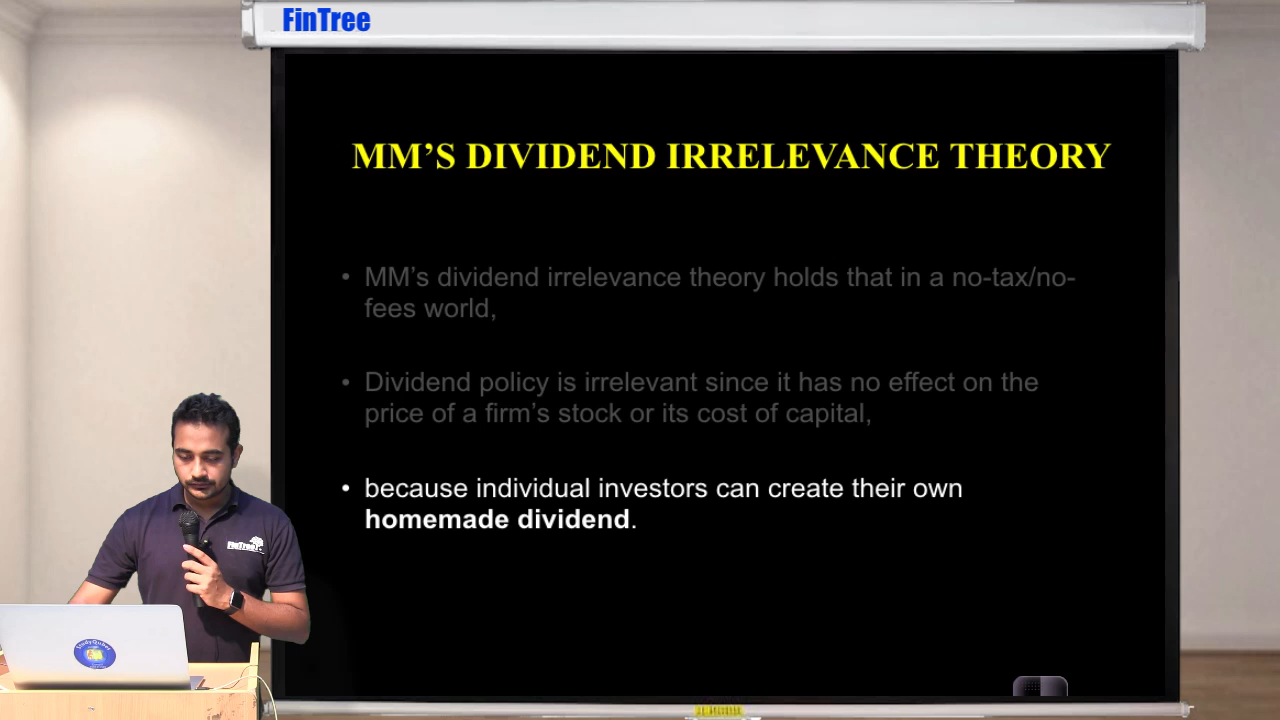 FinTree
MM’S DIVIDEND IRRELEVANCE THEORY
• MM’s dividend irrelevance theory holds that in a no-tax/no-
fees world,
• Dividend policy is irrelevant since it has no effect on the
price of a firm’s stock or its cost of capital,
• because individual investors can create their own
homemade dividend.
FinTree